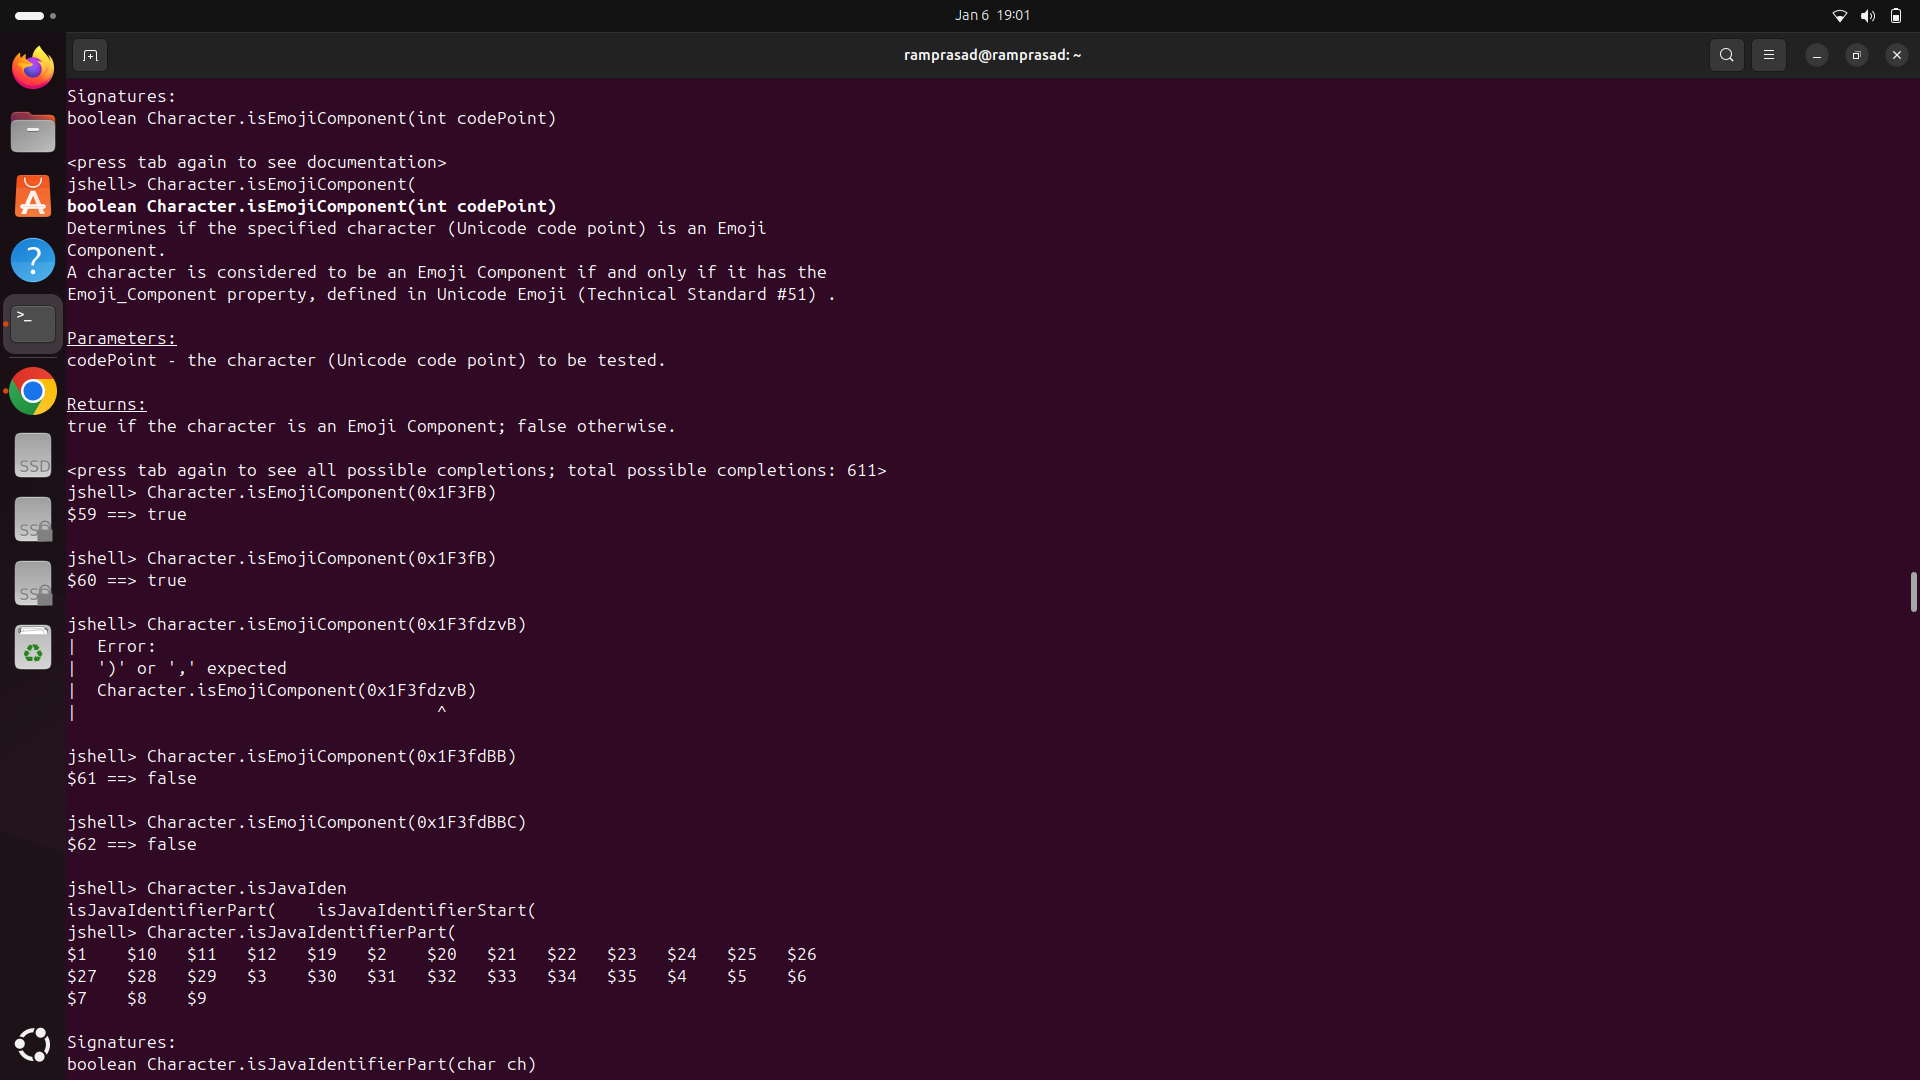 Jan 6 19:01
ramprasad@ramprasad: ~
Signatures:
boolean Character.isEmojiComponent(int codePoint)
<press tab again to see documentation>
jshell> Character.isEmojiComponent(
boolean Character.isEmojiComponent(int codePoint)
Determines if the specified character (Unicode code point) is an Emoji
Component.
A character is considered to be an Emoji Component if and only if it has the
Emoji_Component property, defined in Unicode Emoji (Technical Standard #51) .
Parameters:
codePoint - the character (Unicode code point) to be tested.
Returns:
true if the character is an Emoji Component; false otherwise.
<press tab again to see all possible completions; total possible completions: 611>
jshell> Character.isEmojiComponent(0x1F3FB)
$59 ==> true
jshell> Character.isEmojiComponent(0x1F3fB)
$60 ==> true
jshell> Character.isEmojiComponent(0x1F3fdzvB)
|  Error:
|  ')' or ',' expected
|  Character.isEmojiComponent(0x1F3fdzvB)
|                                     ^
jshell> Character.isEmojiComponent(0x1F3fdBB)
$61 ==> false
jshell> Character.isEmojiComponent(0x1F3fdBBC)
$62 ==> false
jshell> Character.isJavaIden
isJavaIdentifierPart(    isJavaIdentifierStart(
jshell> Character.isJavaIdentifierPart(
$1    $10   $11   $12   $19   $2    $20   $21   $22   $23   $24   $25   $26
$27   $28   $29   $3    $30   $31   $32   $33   $34   $35   $4    $5    $6
$7    $8    $9
Signatures:
boolean Character.isJavaIdentifierPart(char ch)
SSD